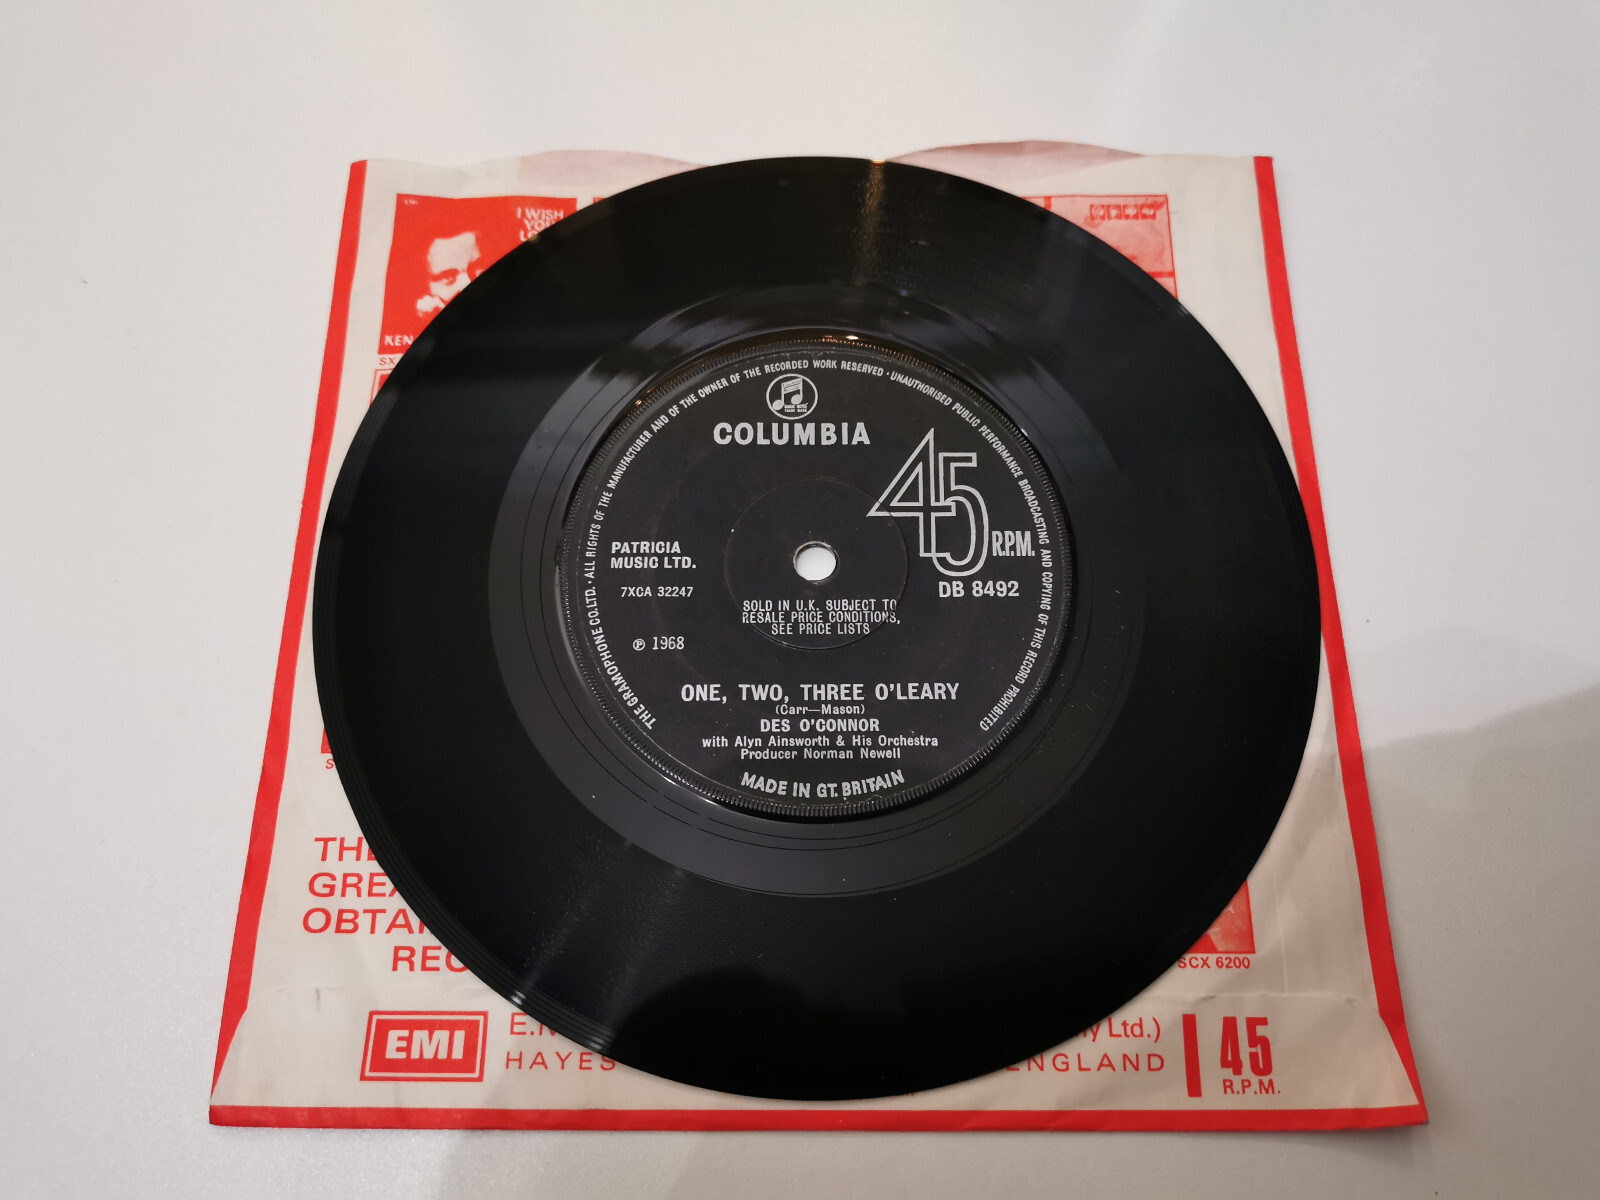 I WISH
YOU
KEN
THE GRAMOPHONE CO. LTD. · ALL RIGHTS OF THE MANUFACTURER AND OF THE OWNER OF THE RECORDED WORK RESERVED · UNAUTHORISED PUBLIC PERFORMANCE BROADCASTING AND COPYING OF THIS RECORD PROHIBITED
COLUMBIA
45
R.P.M.
PATRICIA
MUSIC LTD.
DB 8492
7XCA 32247
SOLD IN U.K. SUBJECT TO
RESALE PRICE CONDITIONS,
SEE PRICE LISTS
℗ 1968
ONE, TWO, THREE O'LEARY
(Carr—Mason)
DES O'CONNOR
with Alyn Ainsworth & His Orchestra
Producer Norman Newell
MADE IN GT. BRITAIN
SCX 6200
EMI
Ltd.)
HAYES
ENGLAND
45
R.P.M.